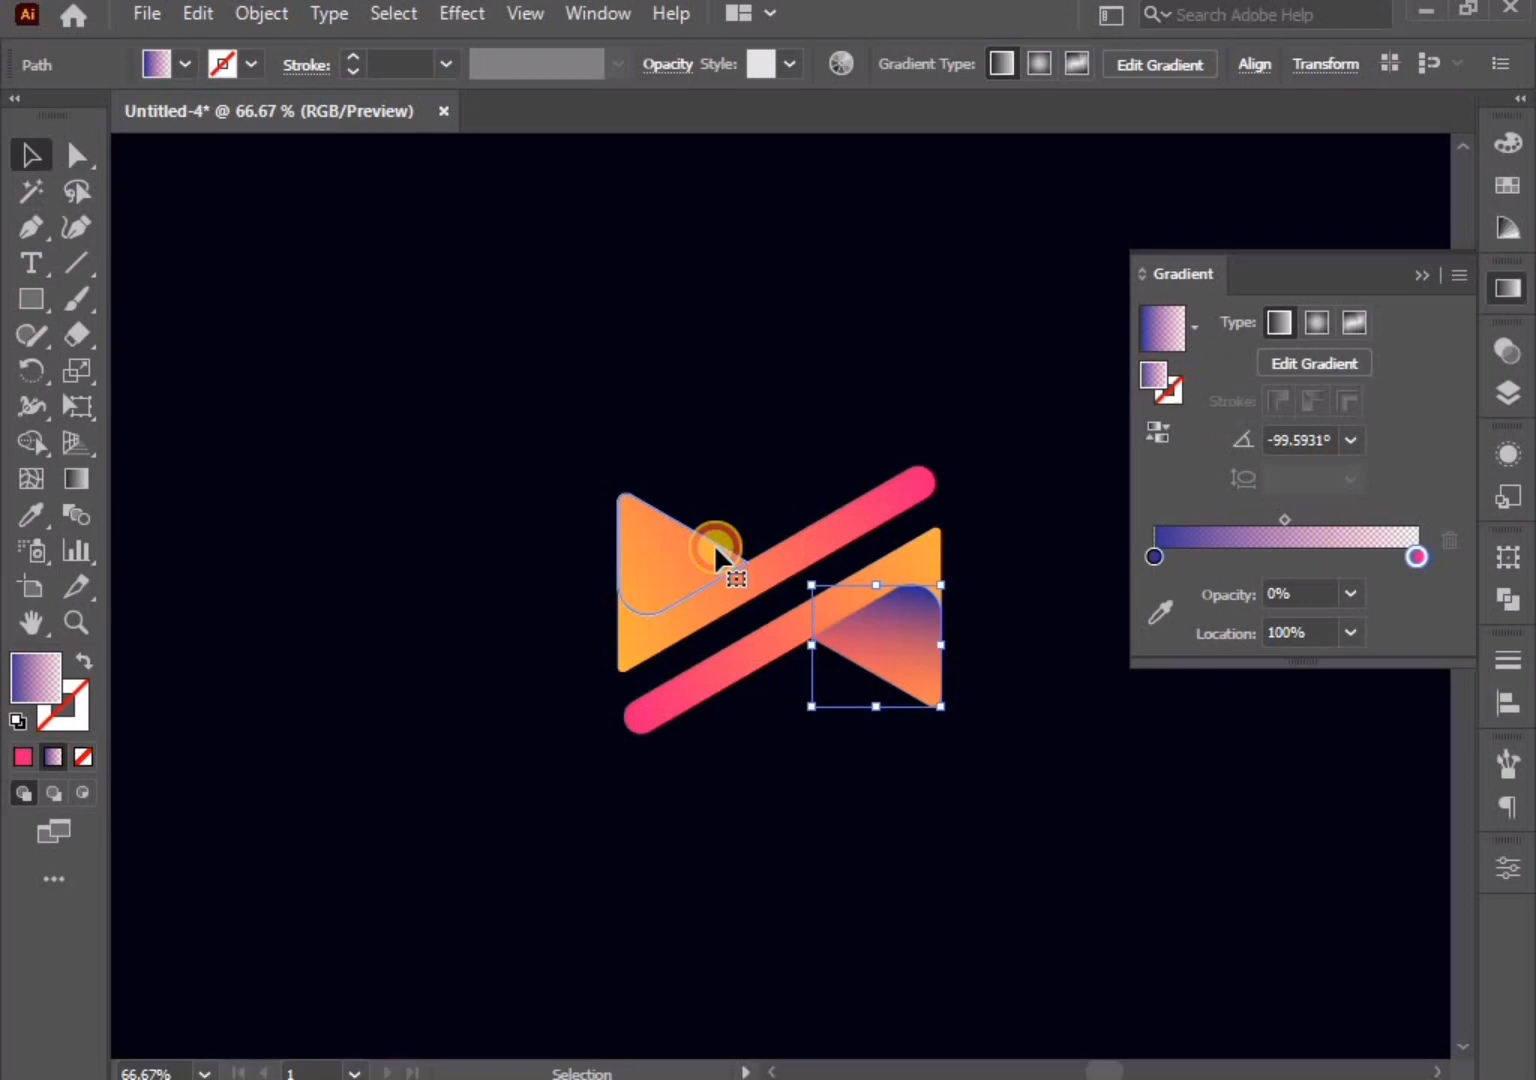 Ai File Edit Object Type Select Effect View Window Help Search Adobe Help
Path Stroke: Opacity Style: Gradient Type: Edit Gradient Align Transform
Untitled-4* @ 66.67 % (RGB/Preview)
Gradient
Type:
Edit Gradient
Stroke:
-99.5931°
Opacity: 0%
Location: 100%
66.67% 1 Selection